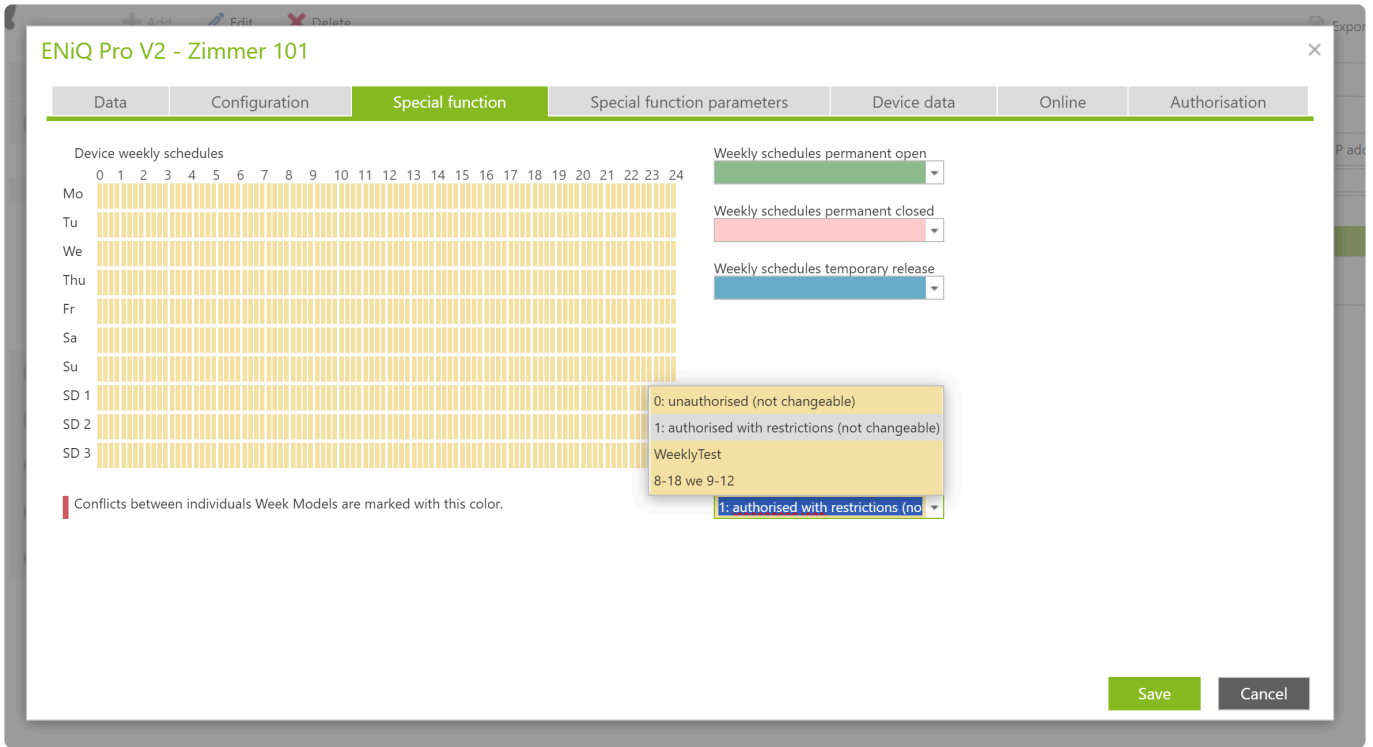 Add Edit Delete
Expor
ENiQ Pro V2 - Zimmer 101
Data Configuration Special function Special function parameters Device data Online Authorisation
Device weekly schedules
0 1 2 3 4 5 6 7 8 9 10 11 12 13 14 15 16 17 18 19 20 21 22 23 24
Mo
Tu
We
Thu
Fr
Sa
Su
SD 1
SD 2
SD 3
Weekly schedules permanent open
P add
Weekly schedules permanent closed
Weekly schedules temporary release
0: unauthorised (not changeable)
1: authorised with restrictions (not changeable)
WeeklyTest
8-18 we 9-12
Conflicts between individuals Week Models are marked with this color.
1: authorised with restrictions (no
Save Cancel